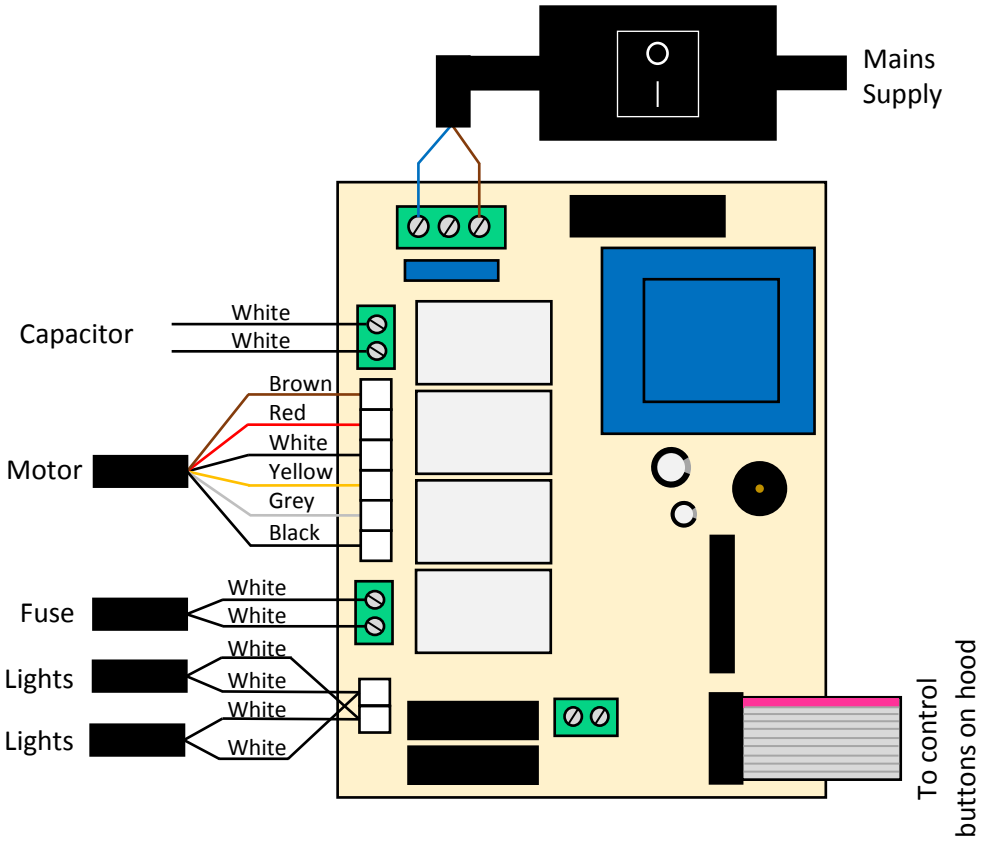 Mains
Supply
Capacitor
White
White
Motor
Brown
Red
White
Yellow
Grey
Black
Fuse
White
White
Lights
White
White
Lights
White
White
To control
buttons on hood